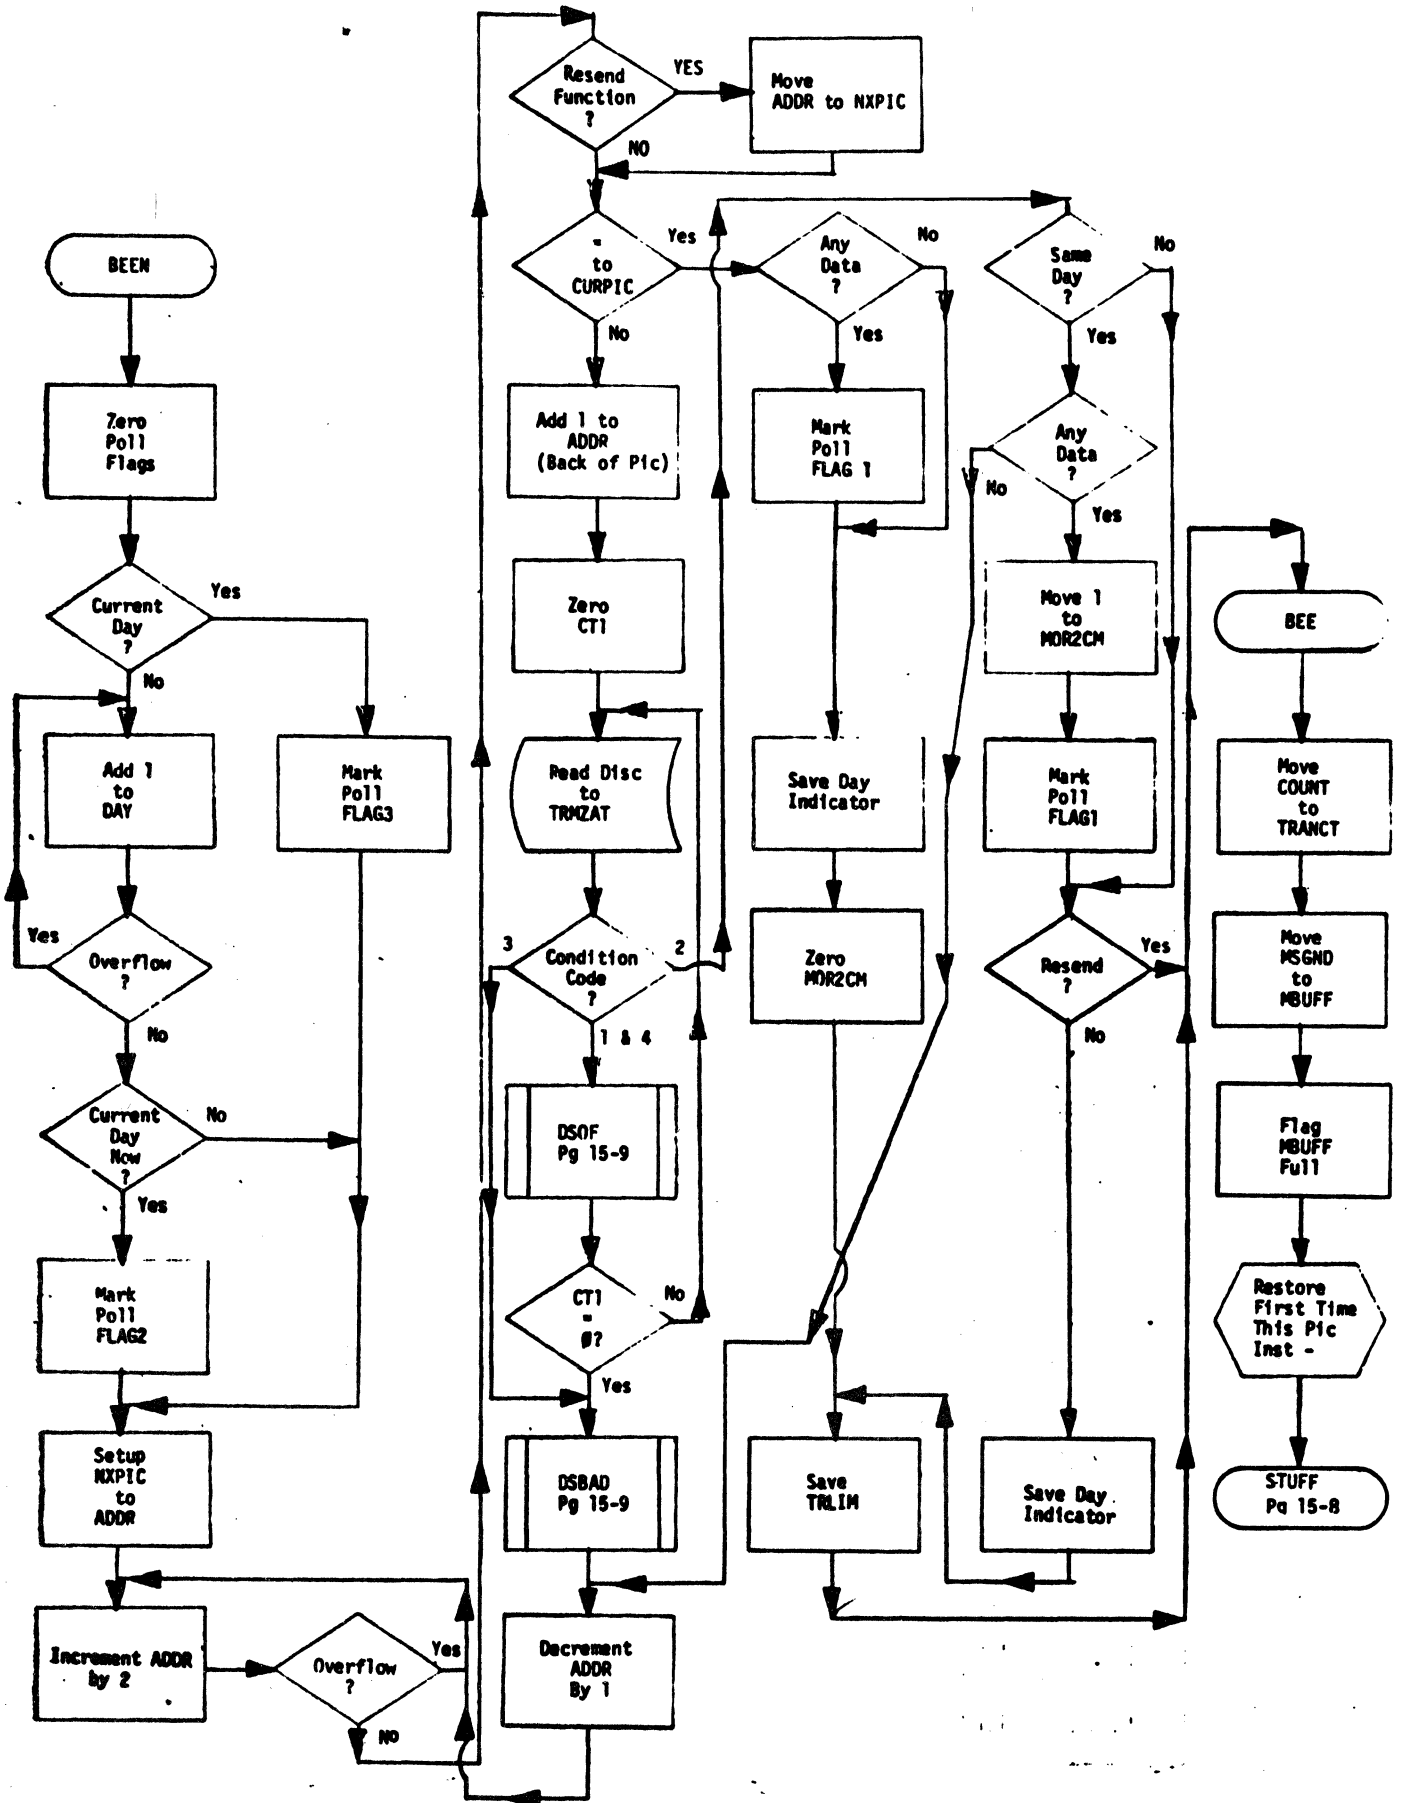 BEEN
Zero
Poll
Flags
Current
Day
?
Yes
No
Add 1
to
DAY
Mark
Poll
FLAG3
Overflow
?
Yes
No
Current
Day
Now
?
No
Yes
Mark
Poll
FLAG2
Setup
NXPIC
to
ADDR
Increment ADDR
by 2
Overflow
?
Yes
No
Resend
Function
?
YES
NO
Move
ADDR to NXPIC
=
to
CURPIC
Yes
No
Add 1 to
ADDR
(Back of Pic)
Zero
CT1
Read Disc
to
TRMZAT
Condition
Code
?
3
2
1 & 4
DSOF
Pg 15-9
CT1
=
Ø?
No
Yes
DSBAD
Pg 15-9
Decrement
ADDR
By 1
Any
Data
?
No
Yes
Mark
Poll
FLAG 1
Save Day
Indicator
Zero
MOR2CM
Save
TRLIM
Same
Day
?
No
Yes
Any
Data
?
No
Yes
Move 1
to
MOR2CM
Mark
Poll
FLAG1
Resend
?
Yes
No
Save Day
Indicator
BEE
Move
COUNT
to
TRANCT
Move
MSGND
to
MBUFF
Flag
MBUFF
Full
Restore
First Time
This Pic
Inst -
STUFF
Pg 15-8